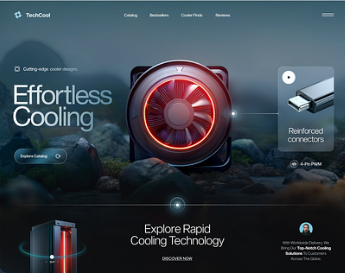 TechCool
Catalog Bestsellers Cooler Finds Reviews
Cutting-edge cooler designs.
Effortless
Cooling
Explore Catalog
Reinforced
connectors
4-Pin PWM
Explore Rapid
Cooling Technology
DISCOVER NOW
With Worldwide Delivery, We
Bring Our Top-Notch Cooling
Solutions To Customers
Across The Globe.